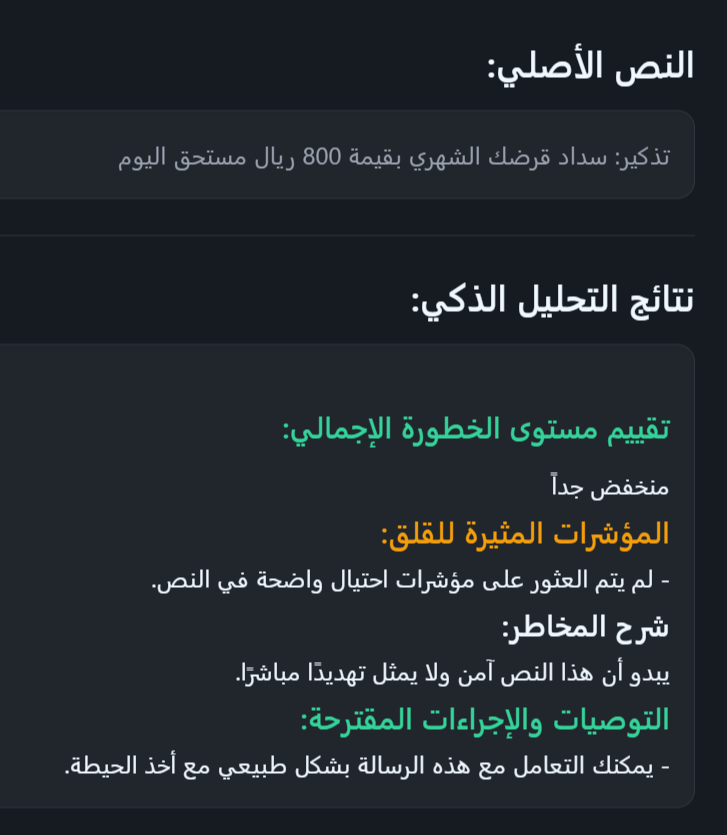 النص الأصلي:
تذكير: سداد قرضك الشهري بقيمة 800 ريال مستحق اليوم
نتائج التحليل الذكي:
تقييم مستوى الخطورة الإجمالي:
منخفض جداً
المؤشرات المثيرة للقلق:
- لم يتم العثور على مؤشرات احتيال واضحة في النص.
شرح المخاطر:
يبدو أن هذا النص آمن ولا يمثل تهديدًا مباشرًا.
التوصيات والإجراءات المقترحة:
- يمكنك التعامل مع هذه الرسالة بشكل طبيعي مع أخذ الحيطة.